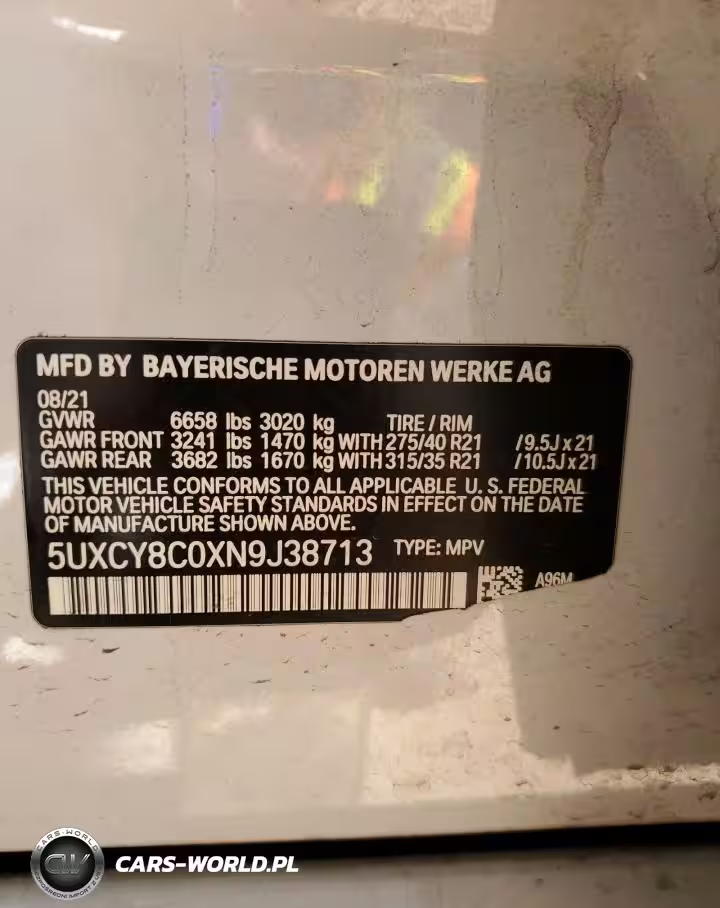 MFD BY BAYERISCHE MOTOREN WERKE AG
08/21
GVWR 6658 lbs 3020 kg TIRE / RIM
GAWR FRONT 3241 lbs 1470 kg WITH 275/40 R21 /9.5J x 21
GAWR REAR 3682 lbs 1670 kg WITH 315/35 R21 /10.5J x 21
THIS VEHICLE CONFORMS TO ALL APPLICABLE U. S. FEDERAL
MOTOR VEHICLE SAFETY STANDARDS IN EFFECT ON THE DATE
OF MANUFACTURE SHOWN ABOVE.
5UXCY8C0XN9J38713 TYPE: MPV
A96M
CARS-WORLD
CW
CARS-WORLD.PL